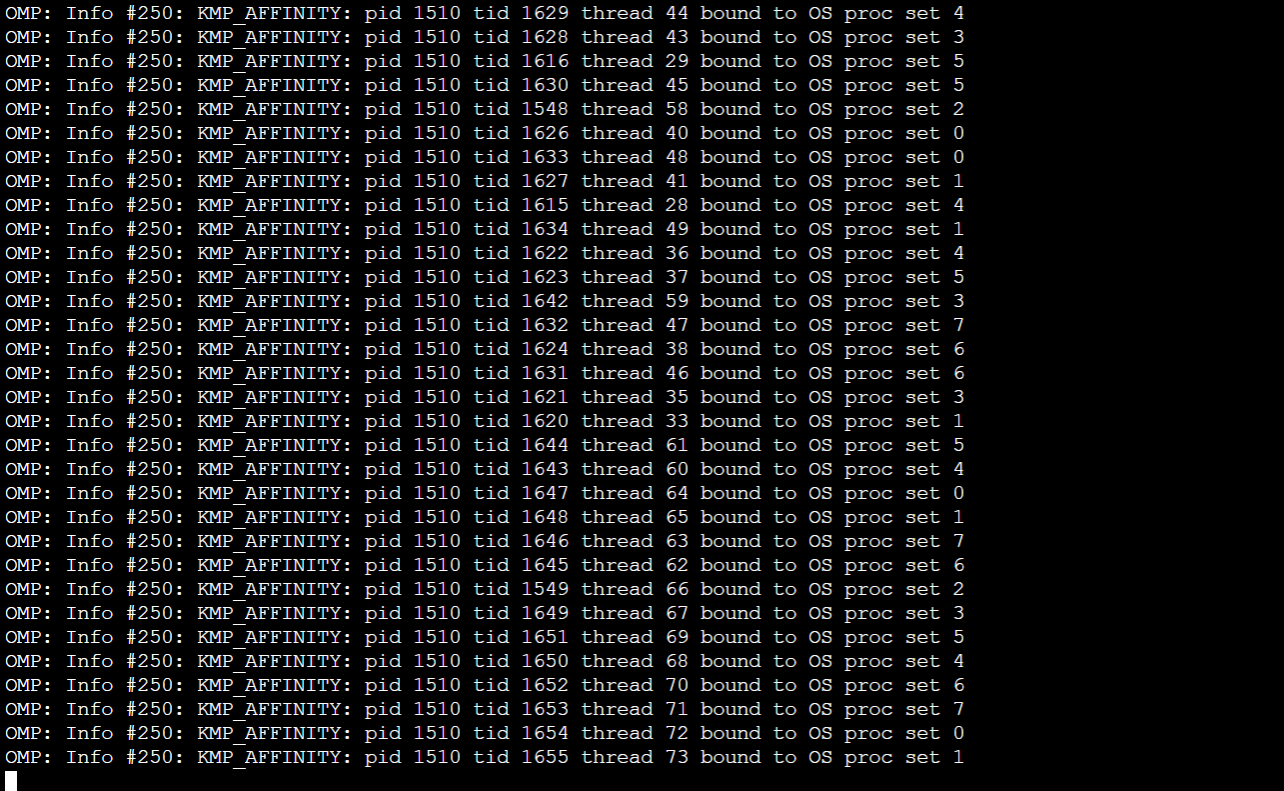 OMP: Info #250: KMP_AFFINITY: pid 1510 tid 1629 thread 44 bound to OS proc set 4
OMP: Info #250: KMP_AFFINITY: pid 1510 tid 1628 thread 43 bound to OS proc set 3
OMP: Info #250: KMP_AFFINITY: pid 1510 tid 1616 thread 29 bound to OS proc set 5
OMP: Info #250: KMP_AFFINITY: pid 1510 tid 1630 thread 45 bound to OS proc set 5
OMP: Info #250: KMP_AFFINITY: pid 1510 tid 1548 thread 58 bound to OS proc set 2
OMP: Info #250: KMP_AFFINITY: pid 1510 tid 1626 thread 40 bound to OS proc set 0
OMP: Info #250: KMP_AFFINITY: pid 1510 tid 1633 thread 48 bound to OS proc set 0
OMP: Info #250: KMP_AFFINITY: pid 1510 tid 1627 thread 41 bound to OS proc set 1
OMP: Info #250: KMP_AFFINITY: pid 1510 tid 1615 thread 28 bound to OS proc set 4
OMP: Info #250: KMP_AFFINITY: pid 1510 tid 1634 thread 49 bound to OS proc set 1
OMP: Info #250: KMP_AFFINITY: pid 1510 tid 1622 thread 36 bound to OS proc set 4
OMP: Info #250: KMP_AFFINITY: pid 1510 tid 1623 thread 37 bound to OS proc set 5
OMP: Info #250: KMP_AFFINITY: pid 1510 tid 1642 thread 59 bound to OS proc set 3
OMP: Info #250: KMP_AFFINITY: pid 1510 tid 1632 thread 47 bound to OS proc set 7
OMP: Info #250: KMP_AFFINITY: pid 1510 tid 1624 thread 38 bound to OS proc set 6
OMP: Info #250: KMP_AFFINITY: pid 1510 tid 1631 thread 46 bound to OS proc set 6
OMP: Info #250: KMP_AFFINITY: pid 1510 tid 1621 thread 35 bound to OS proc set 3
OMP: Info #250: KMP_AFFINITY: pid 1510 tid 1620 thread 33 bound to OS proc set 1
OMP: Info #250: KMP_AFFINITY: pid 1510 tid 1644 thread 61 bound to OS proc set 5
OMP: Info #250: KMP_AFFINITY: pid 1510 tid 1643 thread 60 bound to OS proc set 4
OMP: Info #250: KMP_AFFINITY: pid 1510 tid 1647 thread 64 bound to OS proc set 0
OMP: Info #250: KMP_AFFINITY: pid 1510 tid 1648 thread 65 bound to OS proc set 1
OMP: Info #250: KMP_AFFINITY: pid 1510 tid 1646 thread 63 bound to OS proc set 7
OMP: Info #250: KMP_AFFINITY: pid 1510 tid 1645 thread 62 bound to OS proc set 6
OMP: Info #250: KMP_AFFINITY: pid 1510 tid 1549 thread 66 bound to OS proc set 2
OMP: Info #250: KMP_AFFINITY: pid 1510 tid 1649 thread 67 bound to OS proc set 3
OMP: Info #250: KMP_AFFINITY: pid 1510 tid 1651 thread 69 bound to OS proc set 5
OMP: Info #250: KMP_AFFINITY: pid 1510 tid 1650 thread 68 bound to OS proc set 4
OMP: Info #250: KMP_AFFINITY: pid 1510 tid 1652 thread 70 bound to OS proc set 6
OMP: Info #250: KMP_AFFINITY: pid 1510 tid 1653 thread 71 bound to OS proc set 7
OMP: Info #250: KMP_AFFINITY: pid 1510 tid 1654 thread 72 bound to OS proc set 0
OMP: Info #250: KMP_AFFINITY: pid 1510 tid 1655 thread 73 bound to OS proc set 1